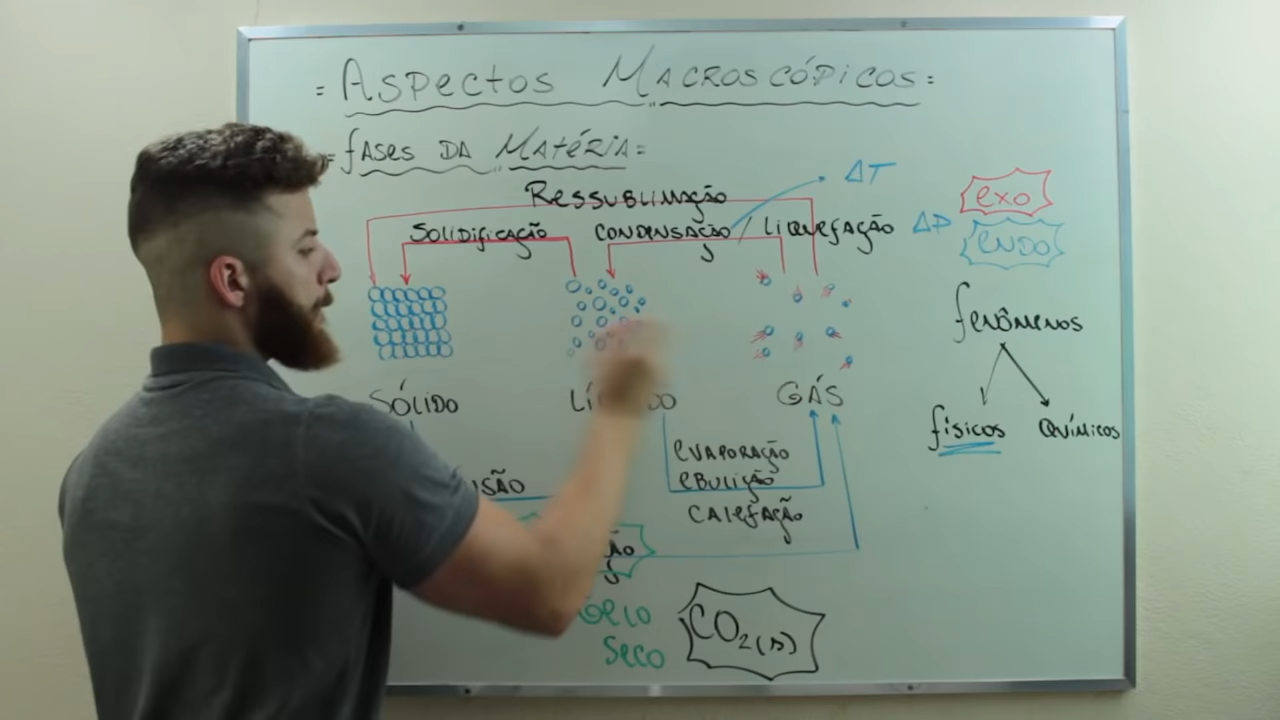 = Aspectos Macroscópicos =
= fases da Matéria =
Ressublimação
ΔT
Solidificação
Condensação / Liquefação
ΔP
exo
endo
fenômenos
Sólido
Gás
físicos
Químicos
evaporação
ebulição
Calefação
Seco
CO2(s)